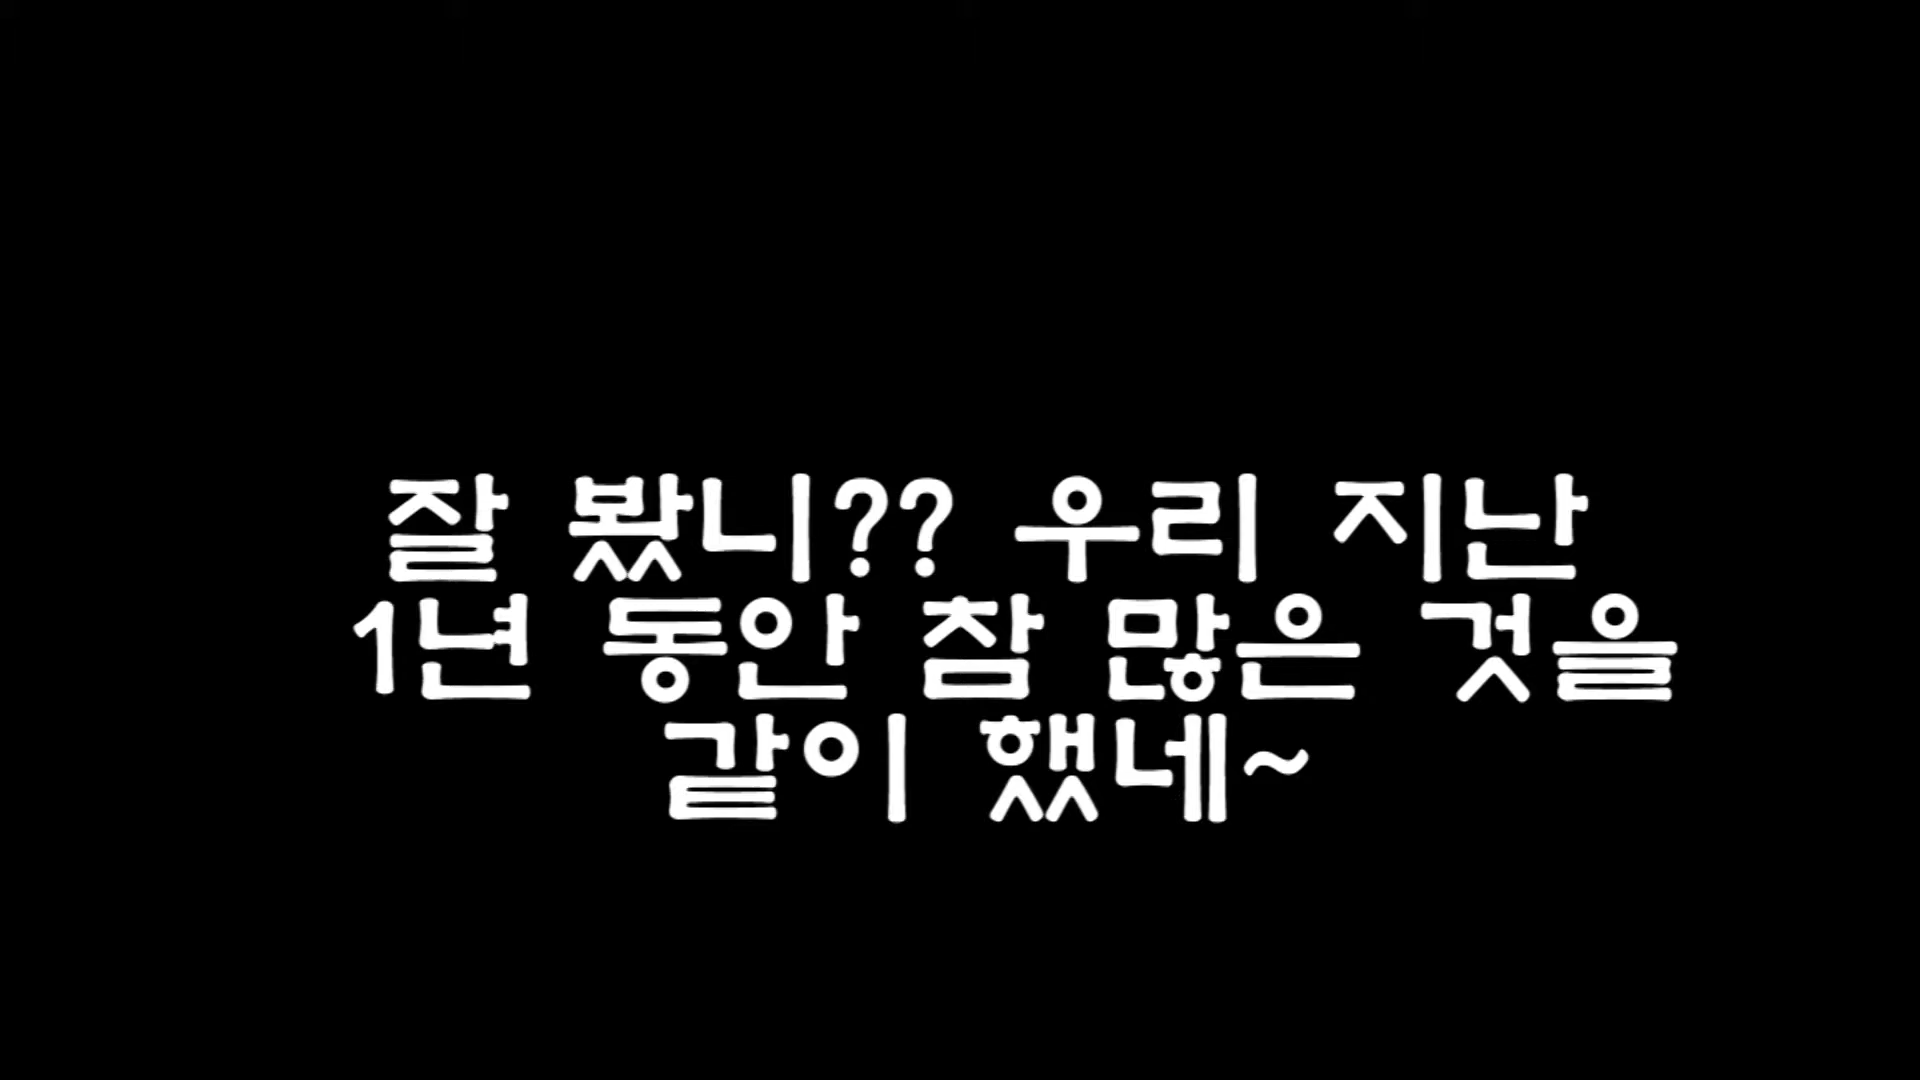 잘 봤니?? 우리 지난
1년 동안 참 많은 것을
같이 했네~